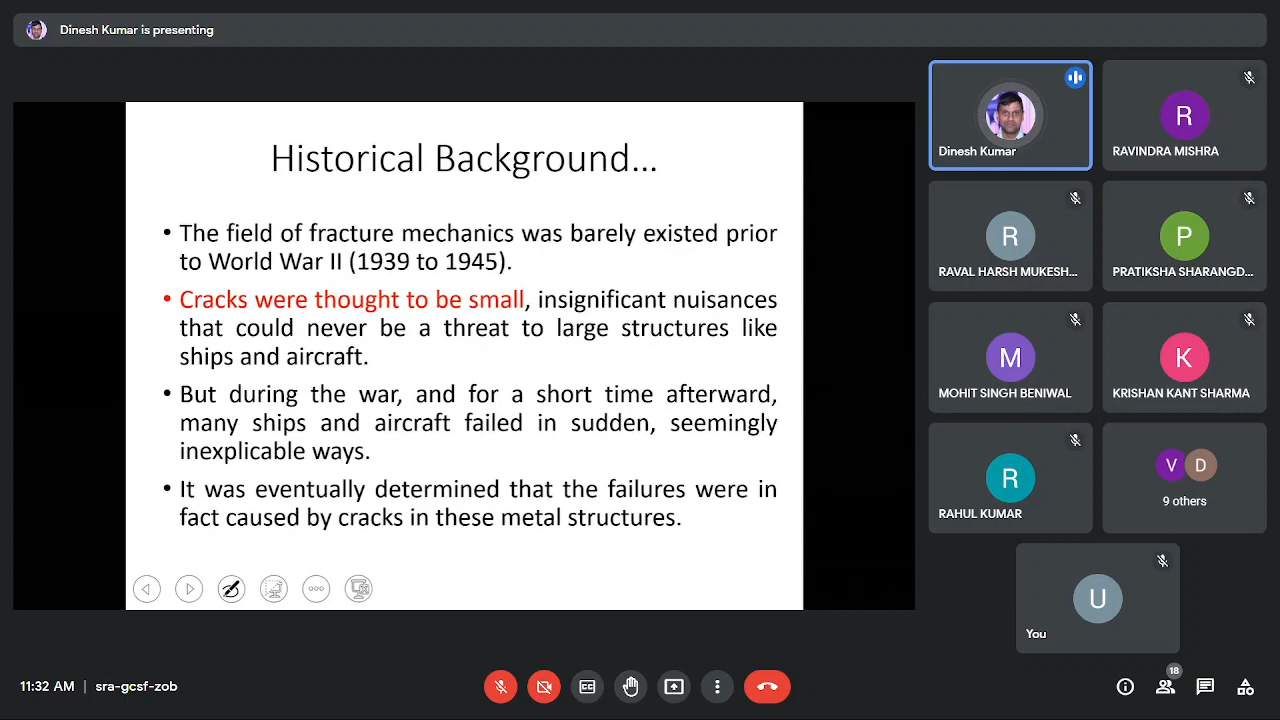 Dinesh Kumar is presenting
Historical Background...
• The field of fracture mechanics was barely existed prior
to World War II (1939 to 1945).
• Cracks were thought to be small, insignificant nuisances
that could never be a threat to large structures like
ships and aircraft.
• But during the war, and for a short time afterward,
many ships and aircraft failed in sudden, seemingly
inexplicable ways.
• It was eventually determined that the failures were in
fact caused by cracks in these metal structures.
Dinesh Kumar
R
RAVINDRA MISHRA
R
RAVAL HARSH MUKESH...
P
PRATIKSHA SHARANGD...
M
MOHIT SINGH BENIWAL
K
KRISHAN KANT SHARMA
R
RAHUL KUMAR
V D
9 others
U
You
11:32 AM | sra-gcsf-zob
CC
18